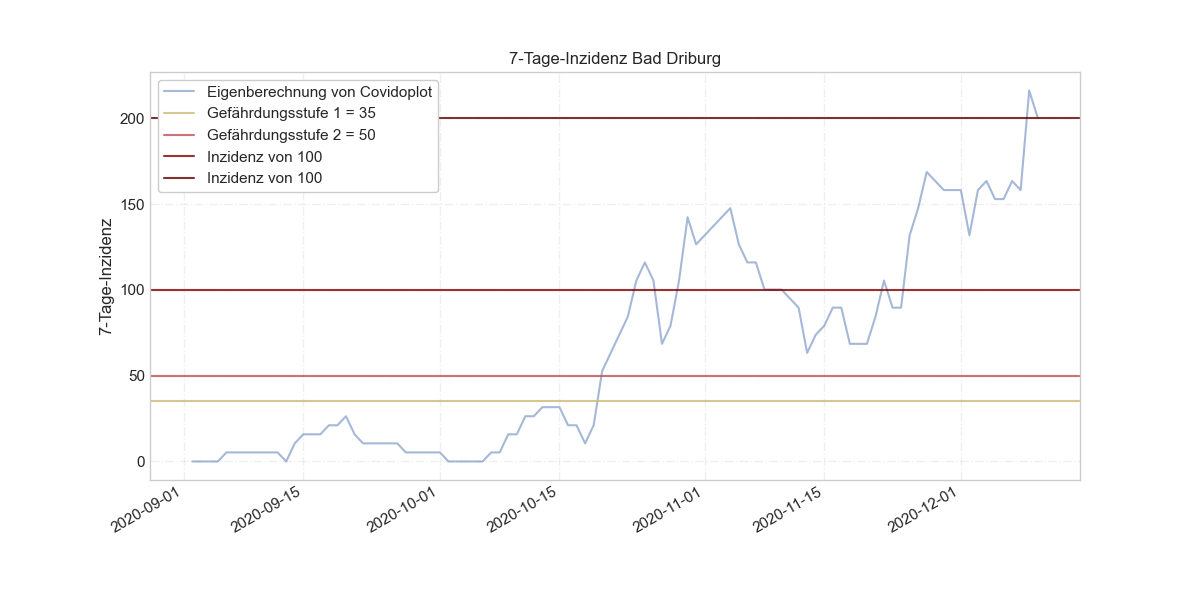 7-Tage-Inzidenz Bad Driburg
Eigenberechnung von Covidoplot
Gefährdungsstufe 1 = 35
Gefährdungsstufe 2 = 50
Inzidenz von 100
Inzidenz von 100
7-Tage-Inzidenz
200
150
100
50
0
2020-09-01
2020-09-15
2020-10-01
2020-10-15
2020-11-01
2020-11-15
2020-12-01